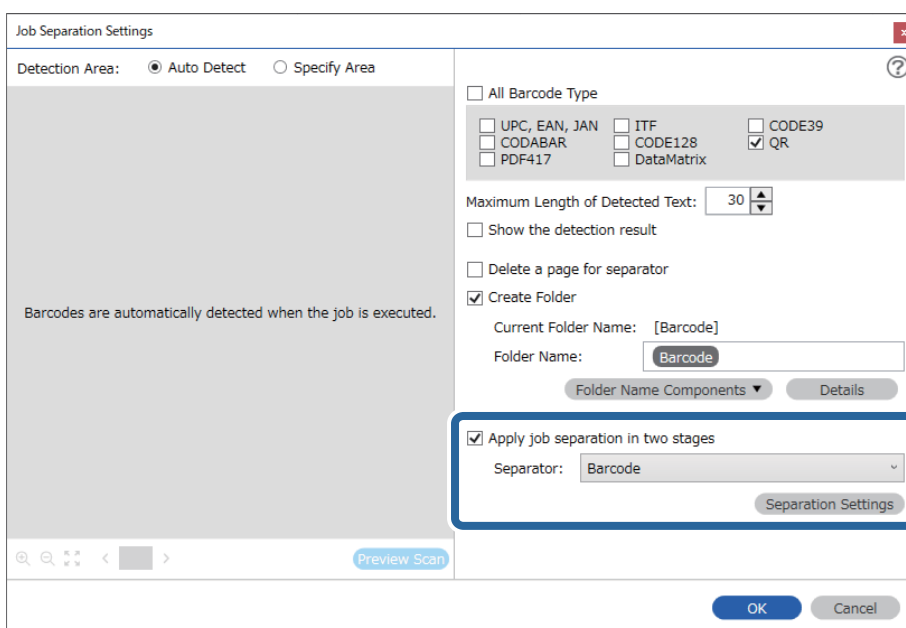 Job Separation Settings
Detection Area: Auto Detect Specify Area
All Barcode Type
UPC, EAN, JAN ITF CODE39
CODABAR CODE128 QR
PDF417 DataMatrix
Maximum Length of Detected Text: 30
Show the detection result
Delete a page for separator
Create Folder
Barcodes are automatically detected when the job is executed.
Current Folder Name: [Barcode]
Folder Name: Barcode
Folder Name Components Details
Apply job separation in two stages
Separator: Barcode
Separation Settings
Preview Scan
OK Cancel